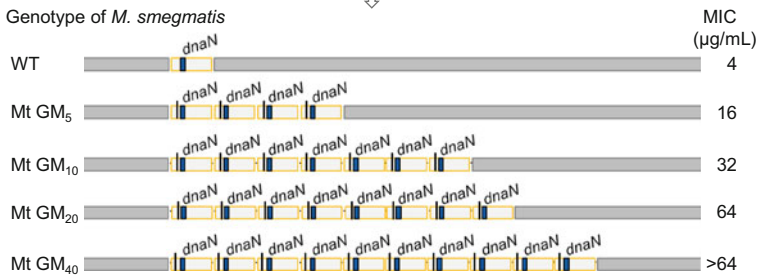 Genotype of M. smegmatis MIC (µg/mL)
dnaN
WT 4
dnaN dnaN dnaN dnaN
Mt GM5 16
dnaN dnaN dnaN dnaN dnaN dnaN dnaN
Mt GM10 32
dnaN dnaN dnaN dnaN dnaN dnaN dnaN dnaN
Mt GM20 64
dnaN dnaN dnaN dnaN dnaN dnaN dnaN dnaN dnaN dnaN
Mt GM40 >64